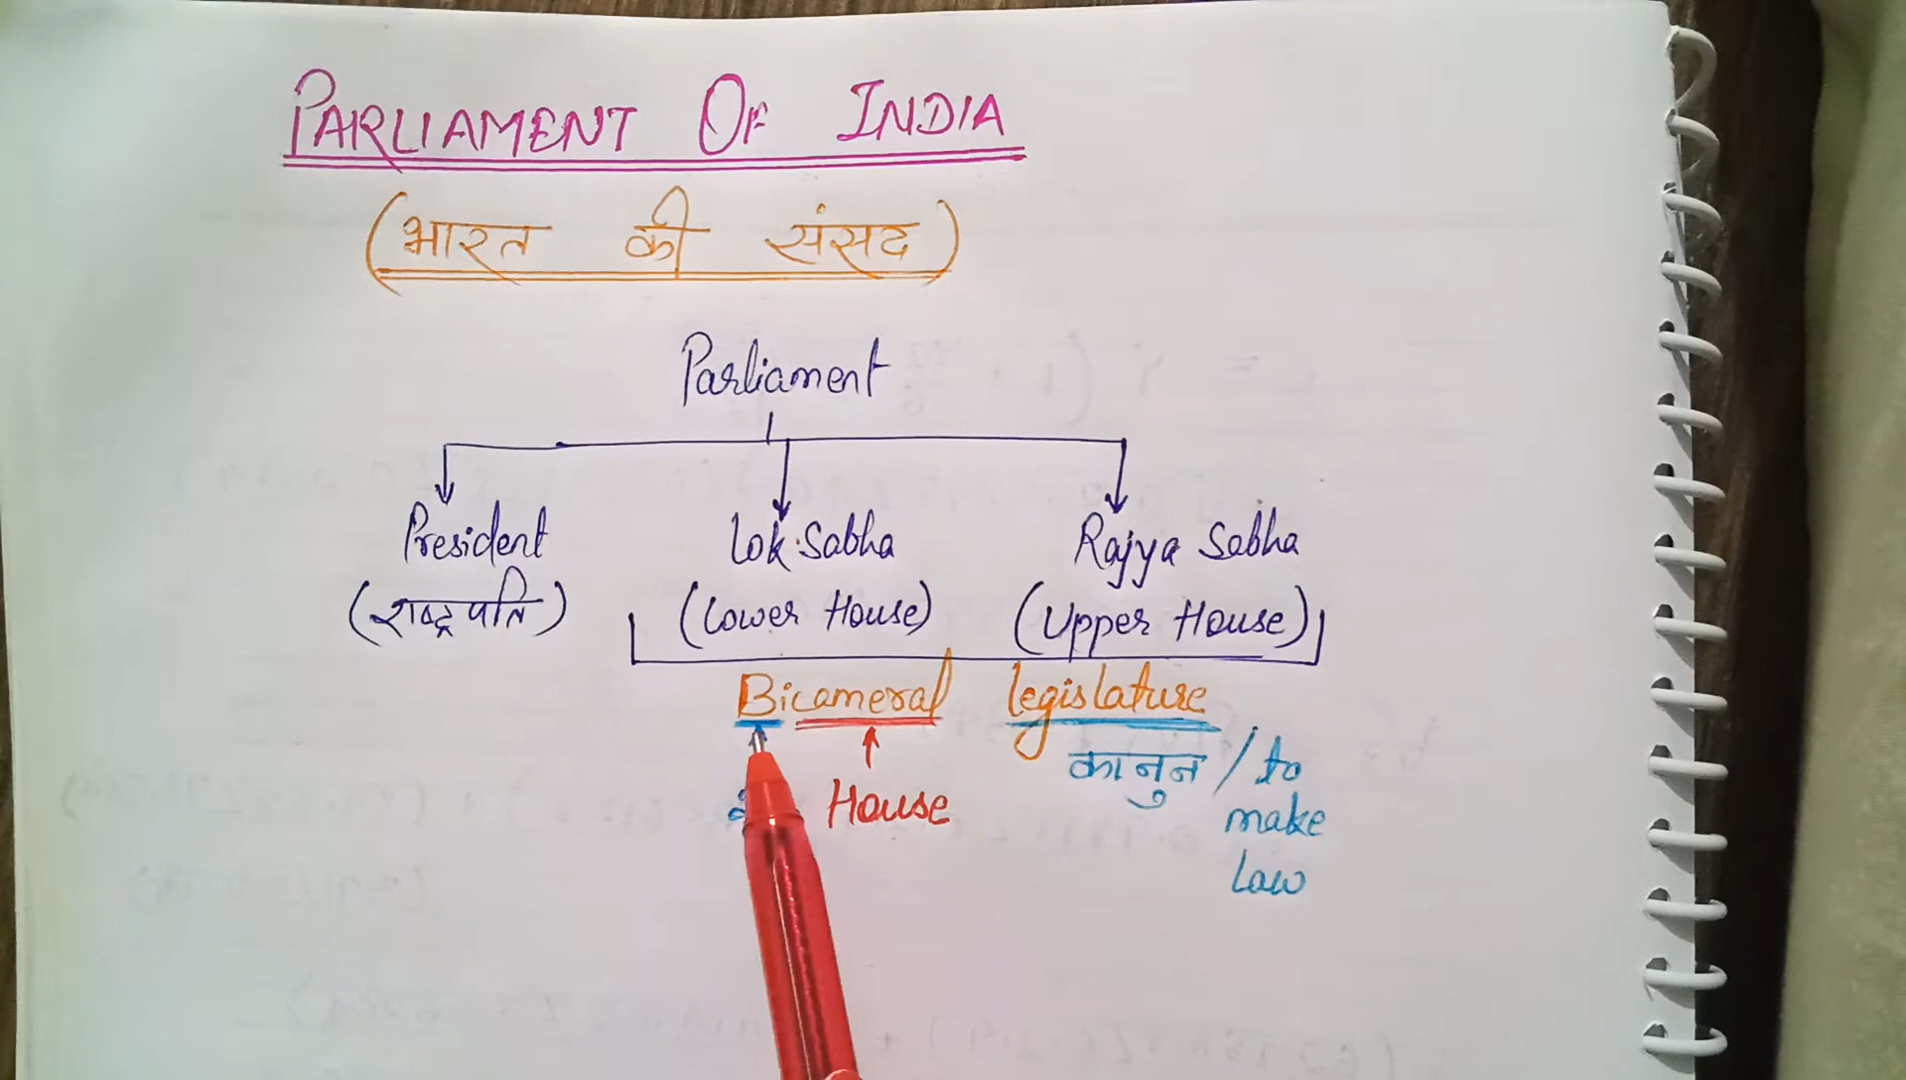 PARLIAMENT OF INDIA
(भारत की संसद)
Parliament
President Lok Sabha Rajya Sabha
(राष्ट्रपति) (Lower House) (Upper House)
Bicameral legislature
House कानुन / to
make
law